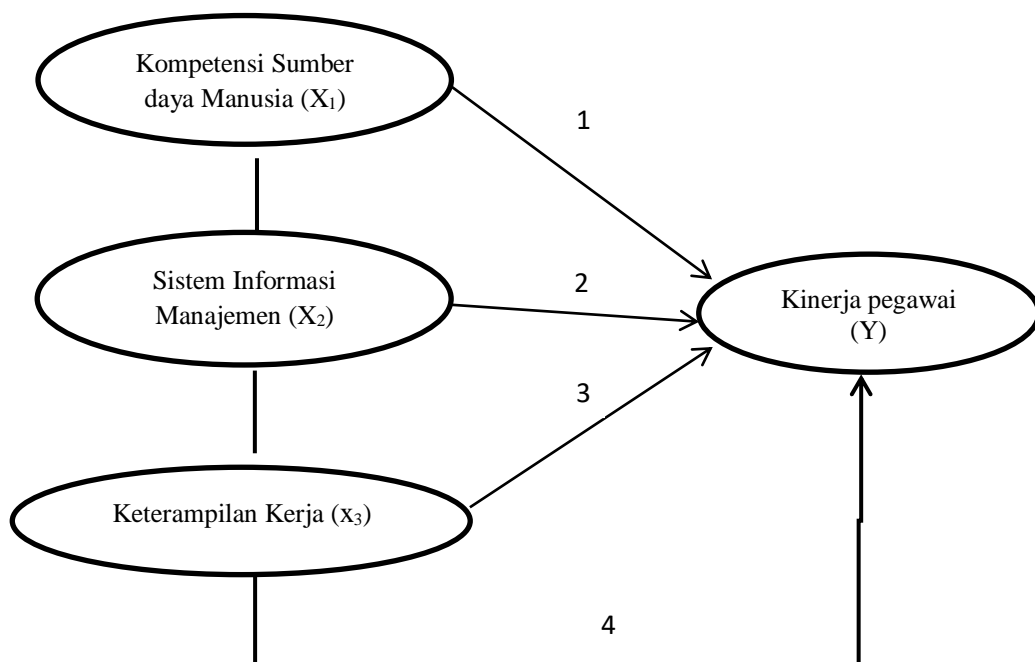 Kompetensi Sumber
daya Manusia (X₁)
1
Sistem Informasi
Manajemen (X₂)
2
Kinerja pegawai
(Y)
3
Keterampilan Kerja (x₃)
4